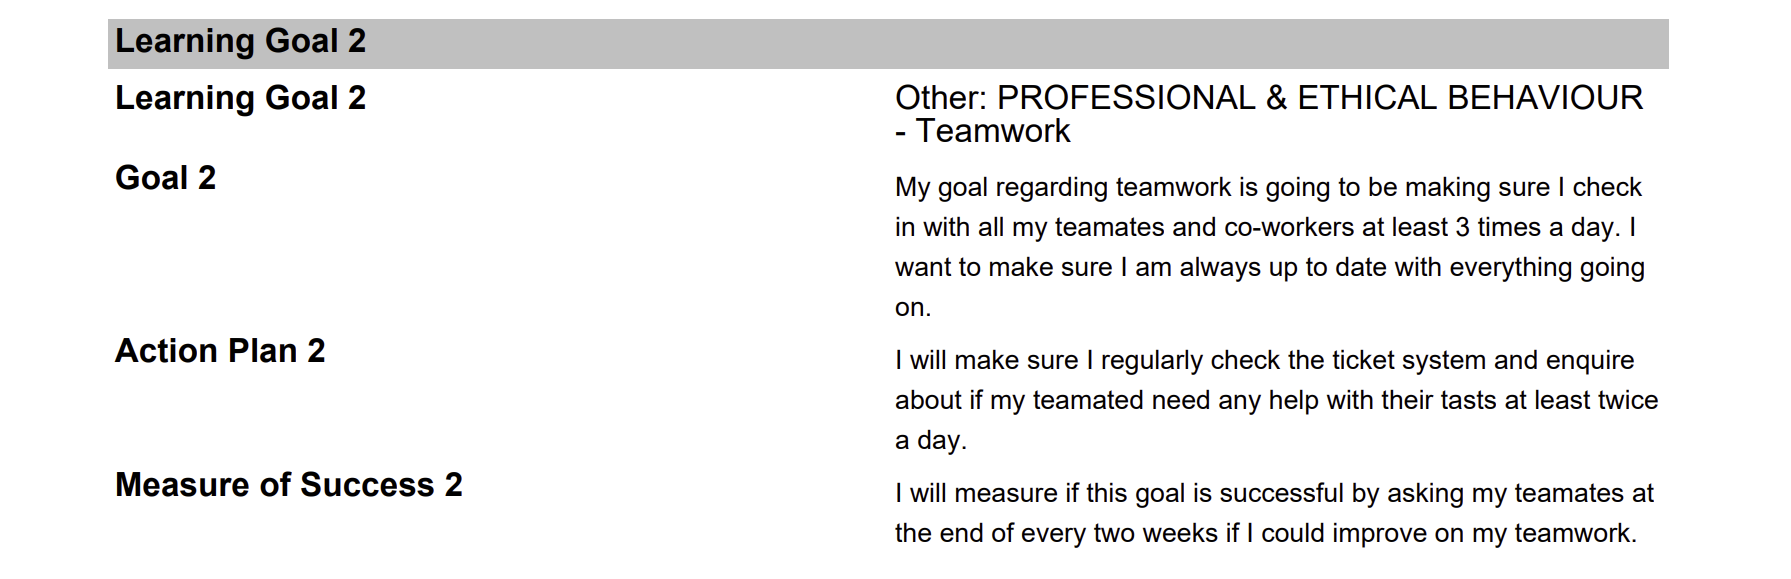 Learning Goal 2
Learning Goal 2
Other: PROFESSIONAL & ETHICAL BEHAVIOUR
- Teamwork
Goal 2
My goal regarding teamwork is going to be making sure I check
in with all my teamates and co-workers at least 3 times a day. I
want to make sure I am always up to date with everything going
on.
Action Plan 2
I will make sure I regularly check the ticket system and enquire
about if my teamated need any help with their tasts at least twice
a day.
Measure of Success 2
I will measure if this goal is successful by asking my teamates at
the end of every two weeks if I could improve on my teamwork.